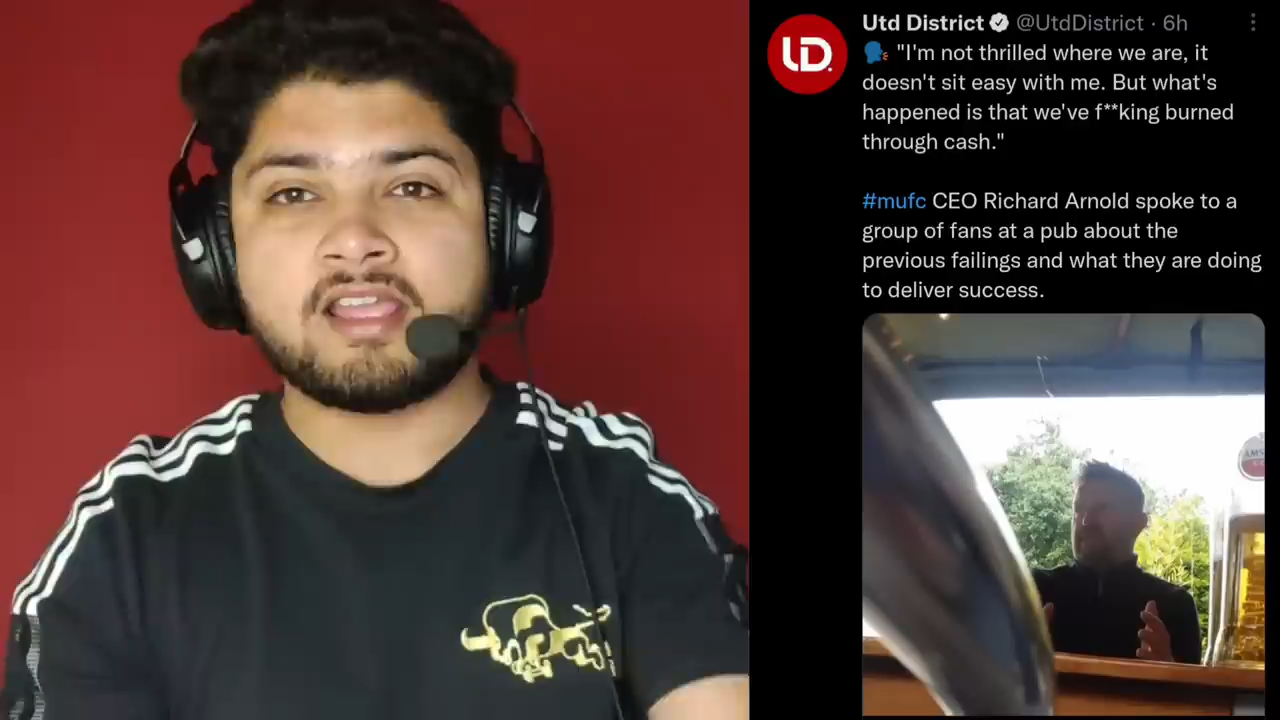 Utd District @UtdDistrict · 6h
"I'm not thrilled where we are, it
doesn't sit easy with me. But what's
happened is that we've f**king burned
through cash."
#mufc CEO Richard Arnold spoke to a
group of fans at a pub about the
previous failings and what they are doing
to deliver success.
UD.